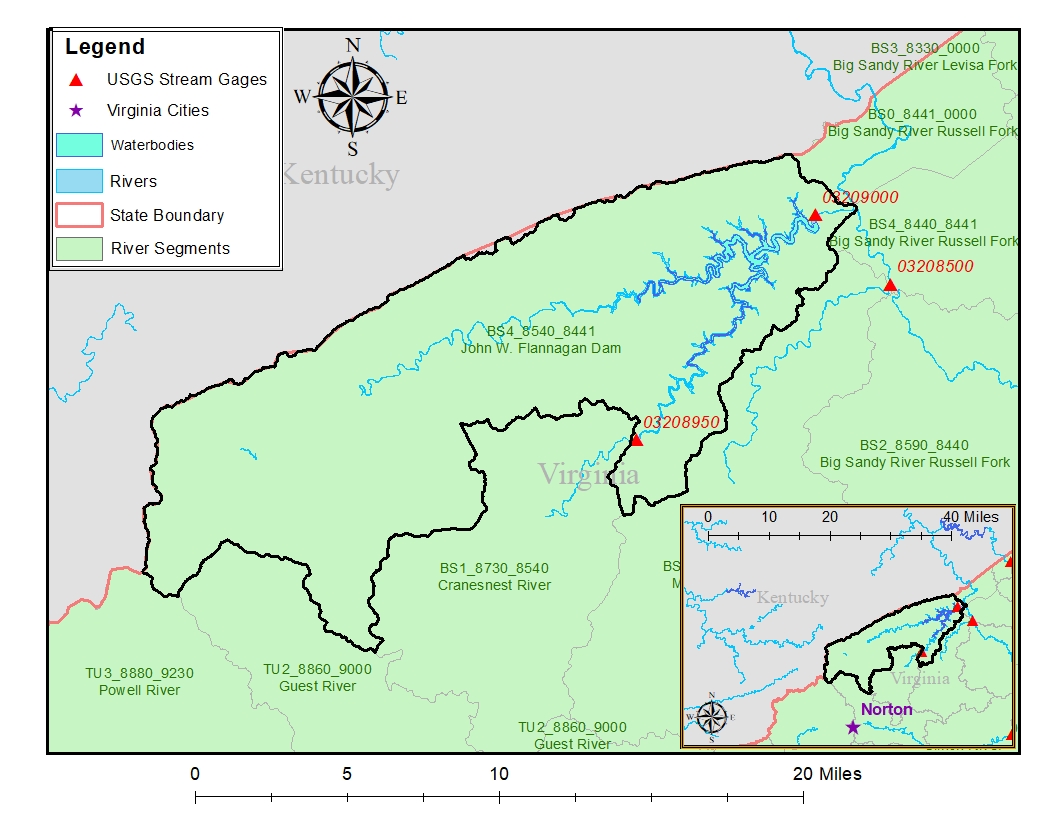 Legend
USGS Stream Gages
Virginia Cities
Waterbodies
Rivers
State Boundary
River Segments
N
W
E
S
Kentucky
BS3_8330_0000
Big Sandy River Levisa Fork
BS0_8441_0000
Big Sandy River Russell Fork
03209000
BS4_8440_8441
Big Sandy River Russell Fork
03208500
BS4_8540_8441
John W. Flannagan Dam
03208950
Virginia
BS2_8590_8440
Big Sandy River Russell Fork
BS1_8730_8540
Cranesnest River
BS
M
TU3_8880_9230
Powell River
TU2_8860_9000
Guest River
TU2_8860_9000
Guest River
0 10 20 40 Miles
Kentucky
Virginia
Norton
N
W
E
S
0 5 10 20 Miles